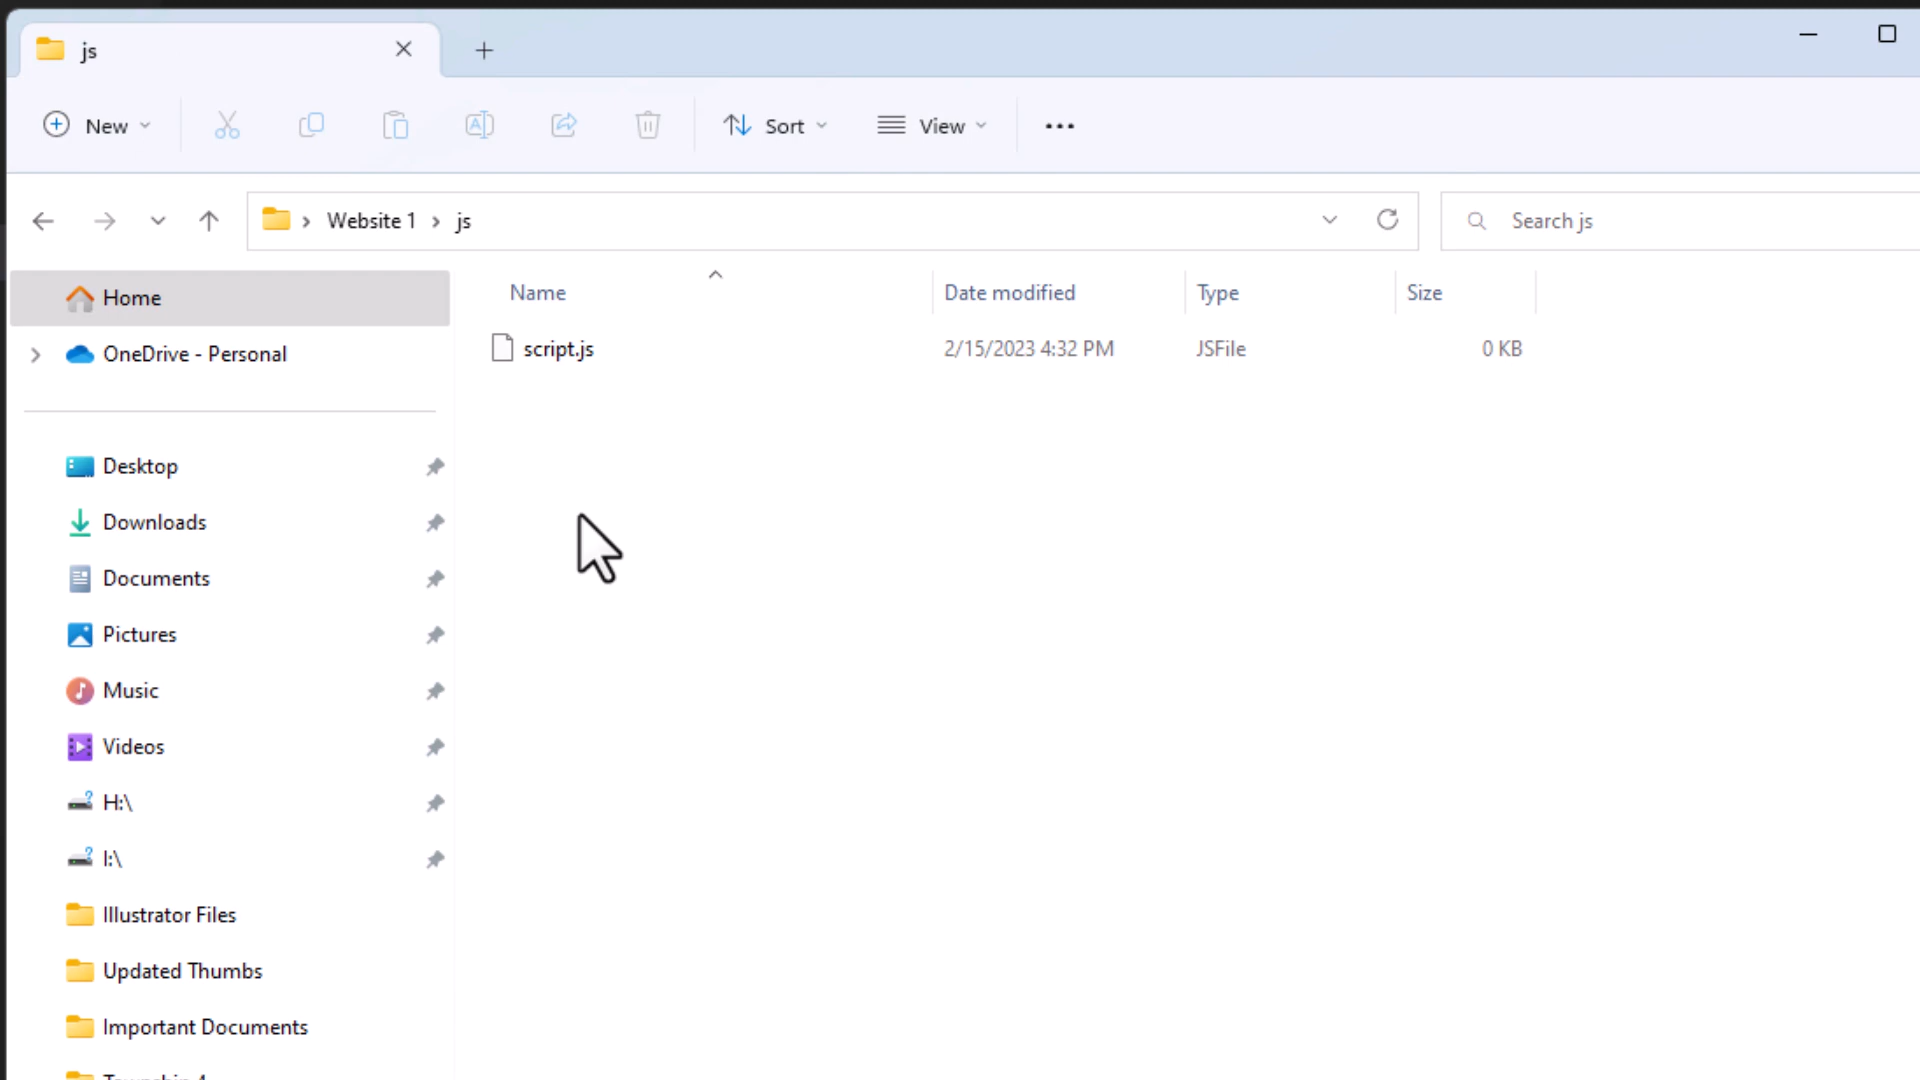 js
New
Sort
View
Website 1 js
Search js
Name Date modified Type Size
script.js 2/15/2023 4:32 PM JSFile 0 KB
Home
OneDrive - Personal
Desktop
Downloads
Documents
Pictures
Music
Videos
H:\
I:\
Illustrator Files
Updated Thumbs
Important Documents